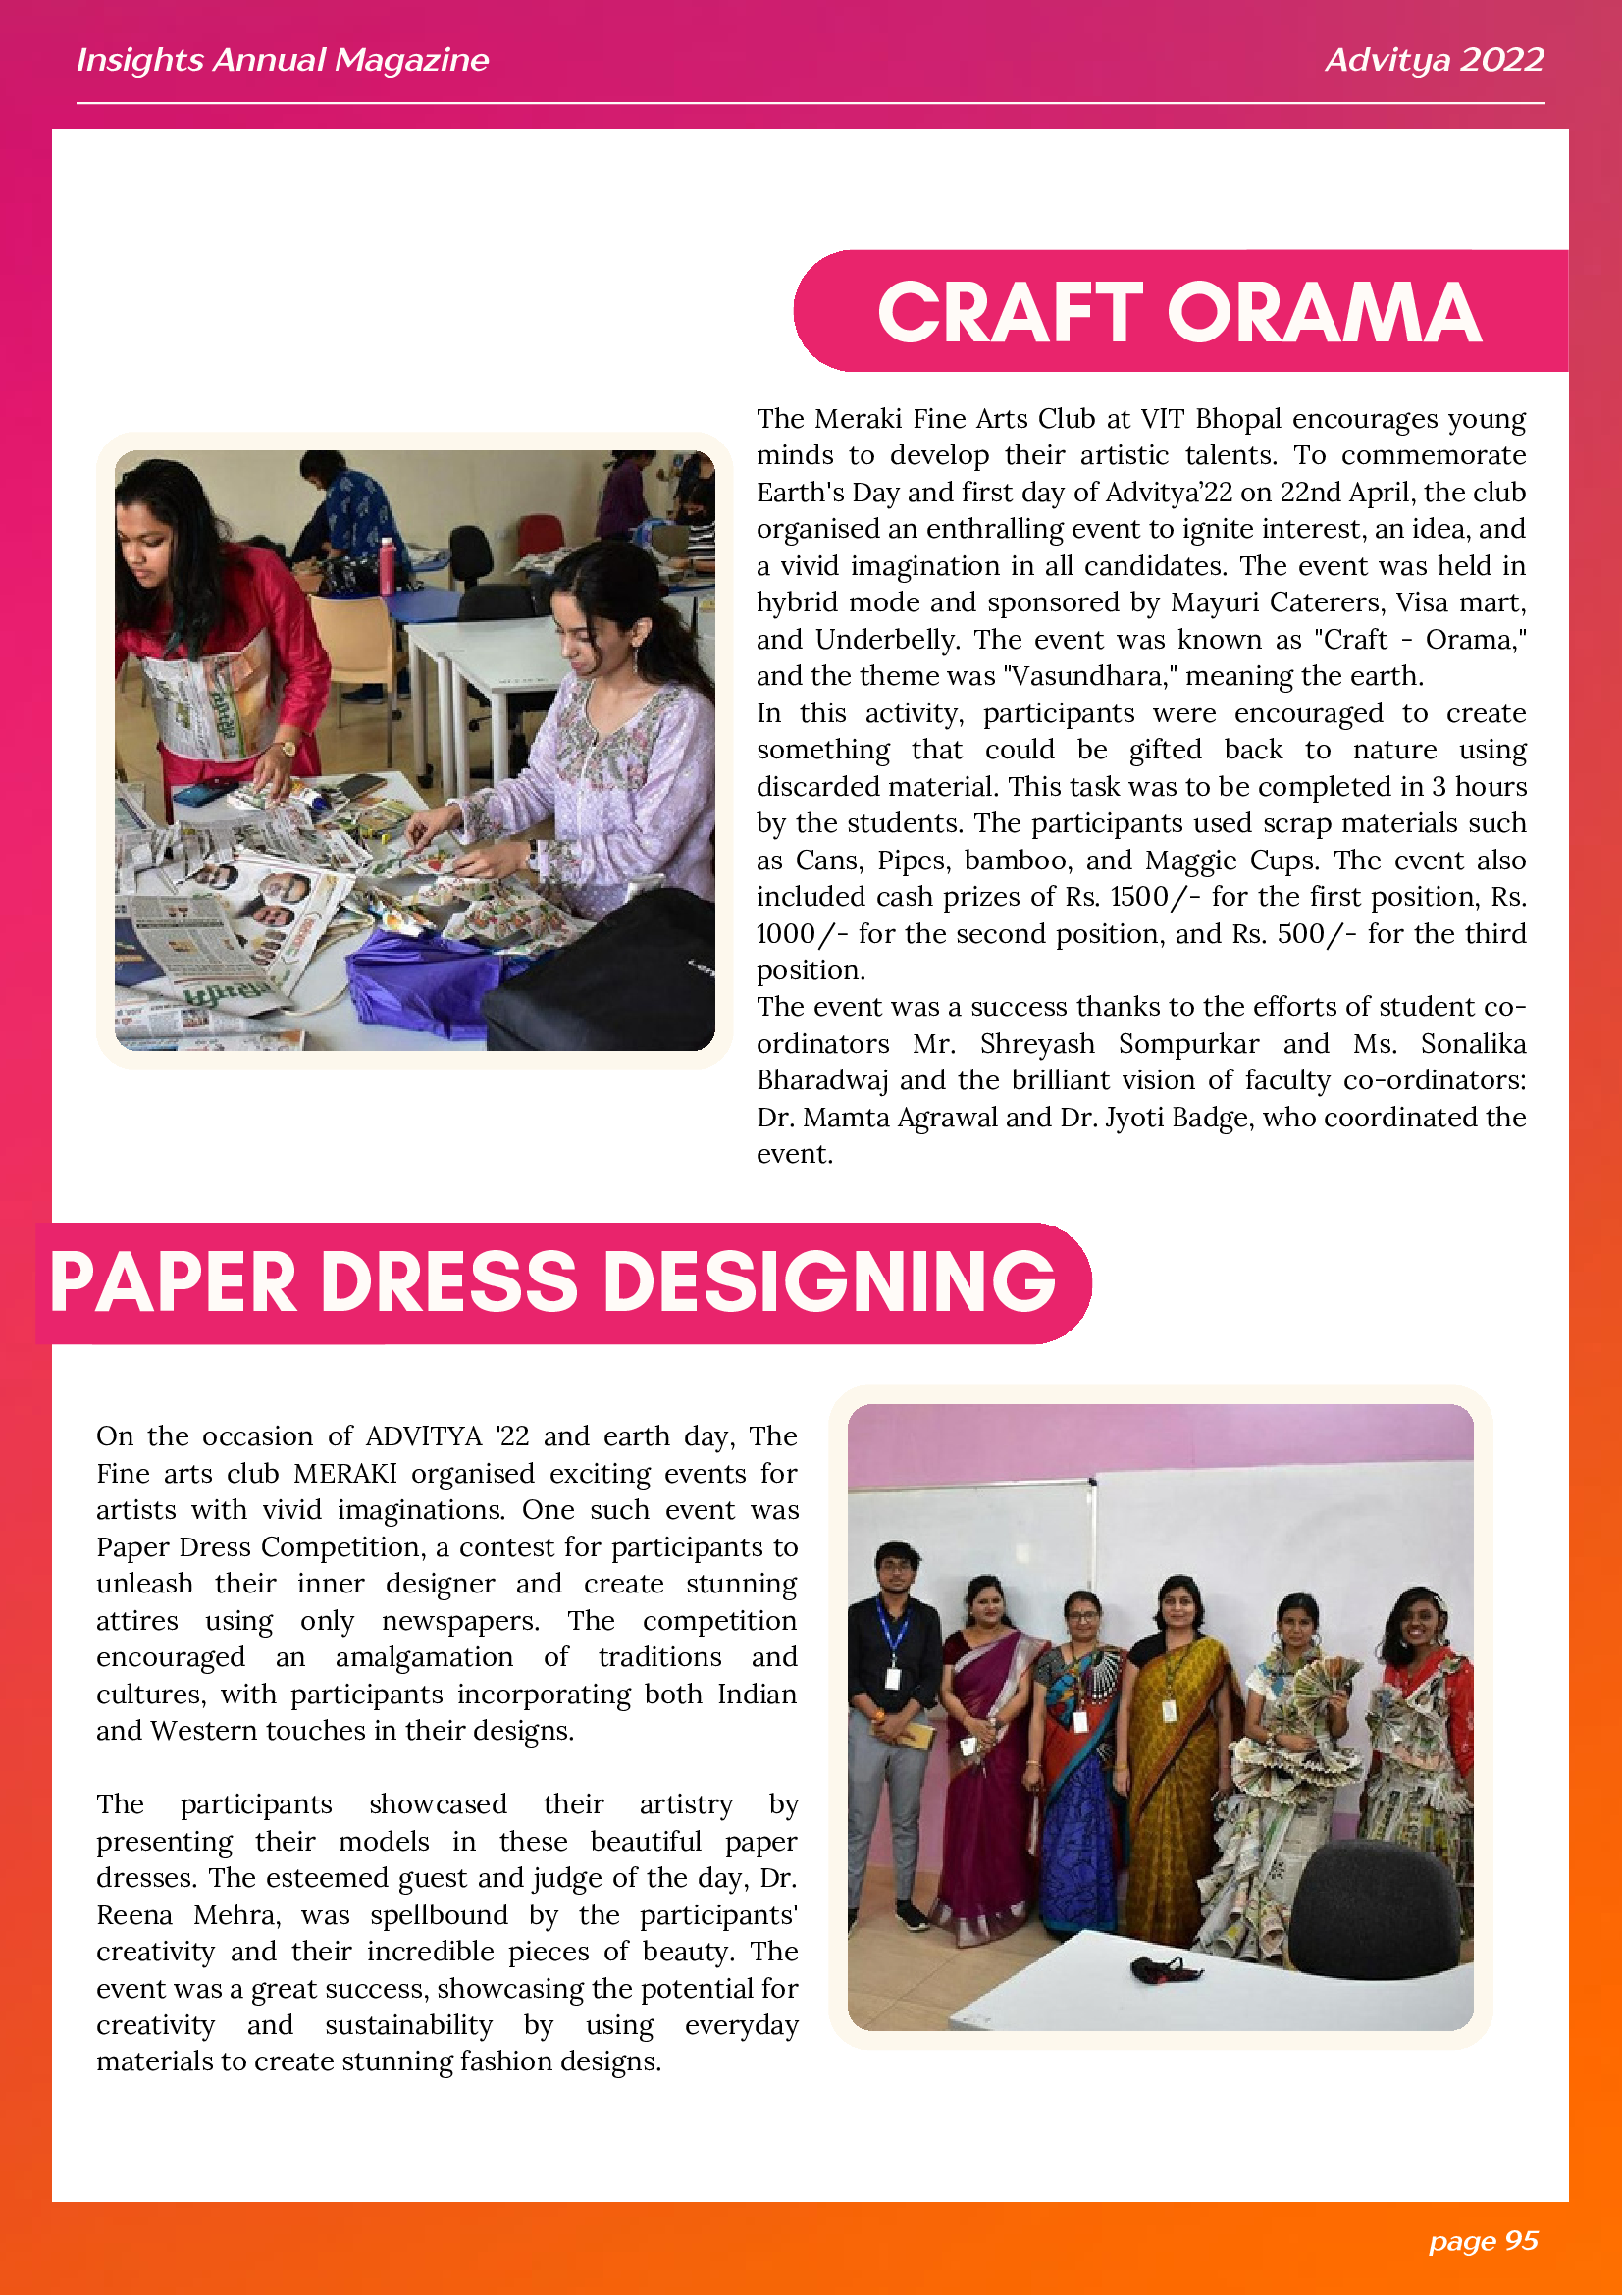 Insights Annual Magazine
Advitya 2022
CRAFT ORAMA
The Meraki Fine Arts Club at VIT Bhopal encourages young
minds to develop their artistic talents. To commemorate
Earth's Day and first day of Advitya’22 on 22nd April, the club
organised an enthralling event to ignite interest, an idea, and
a vivid imagination in all candidates. The event was held in
hybrid mode and sponsored by Mayuri Caterers, Visa mart,
and Underbelly. The event was known as "Craft - Orama,"
and the theme was "Vasundhara," meaning the earth.
In this activity, participants were encouraged to create
something that could be gifted back to nature using
discarded material. This task was to be completed in 3 hours
by the students. The participants used scrap materials such
as Cans, Pipes, bamboo, and Maggie Cups. The event also
included cash prizes of Rs. 1500/- for the first position, Rs.
1000/- for the second position, and Rs. 500/- for the third
position.
The event was a success thanks to the efforts of student co-
ordinators Mr. Shreyash Sompurkar and Ms. Sonalika
Bharadwaj and the brilliant vision of faculty co-ordinators:
Dr. Mamta Agrawal and Dr. Jyoti Badge, who coordinated the
event.
PAPER DRESS DESIGNING
On the occasion of ADVITYA '22 and earth day, The
Fine arts club MERAKI organised exciting events for
artists with vivid imaginations. One such event was
Paper Dress Competition, a contest for participants to
unleash their inner designer and create stunning
attires using only newspapers. The competition
encouraged an amalgamation of traditions and
cultures, with participants incorporating both Indian
and Western touches in their designs.
The participants showcased their artistry by
presenting their models in these beautiful paper
dresses. The esteemed guest and judge of the day, Dr.
Reena Mehra, was spellbound by the participants'
creativity and their incredible pieces of beauty. The
event was a great success, showcasing the potential for
creativity and sustainability by using everyday
materials to create stunning fashion designs.
page 95